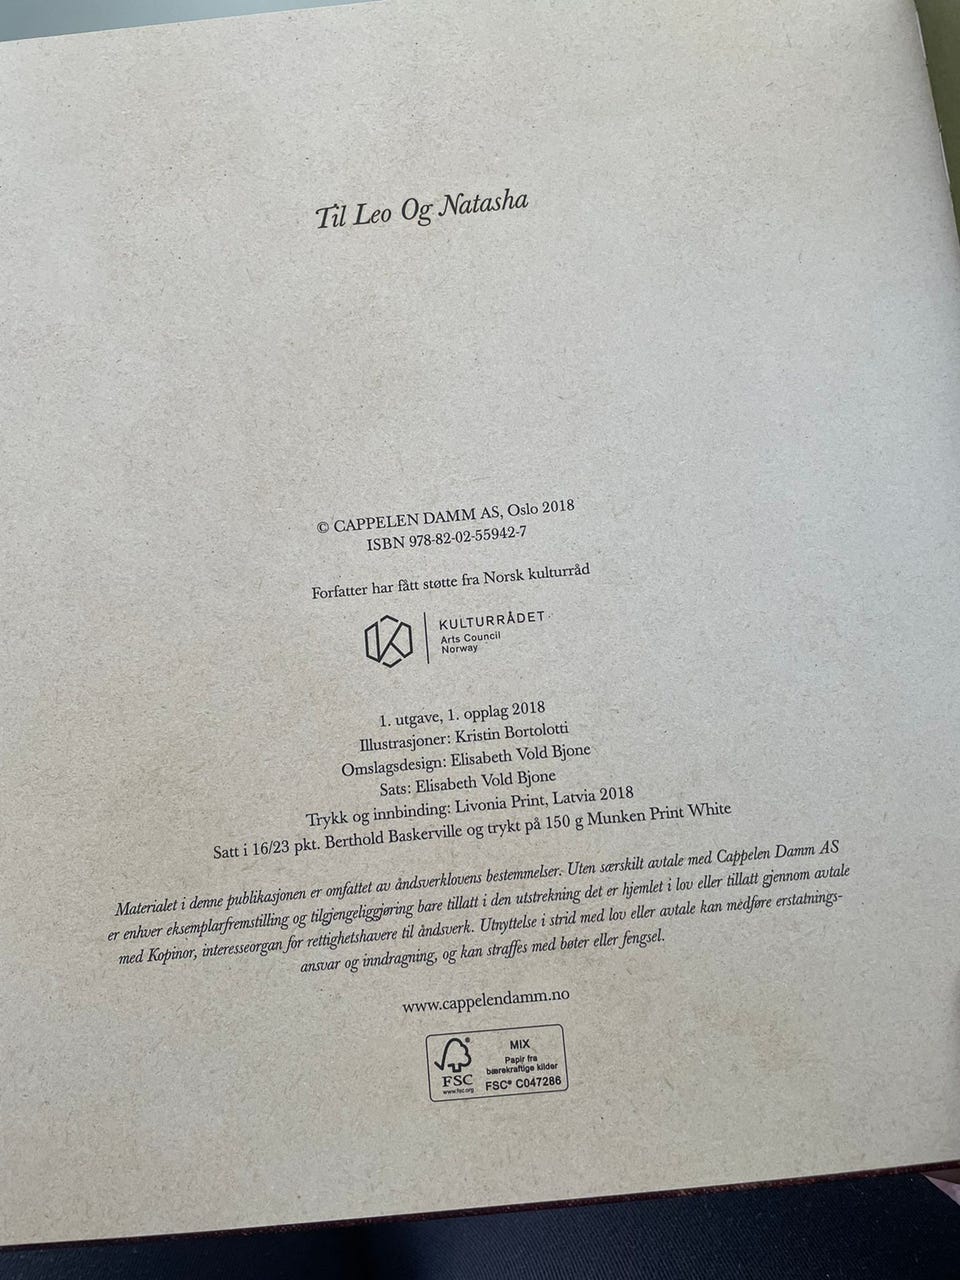 Til Leo Og Natasha
© CAPPELEN DAMM AS, Oslo 2018
ISBN 978-82-02-55942-7
Forfatter har fått støtte fra Norsk kulturråd
KULTURRÅDET
Arts Council
Norway
1. utgave, 1. opplag 2018
Illustrasjoner: Kristin Bortolotti
Omslagsdesign: Elisabeth Vold Bjone
Sats: Elisabeth Vold Bjone
Trykk og innbinding: Livonia Print, Latvia 2018
Satt i 16/23 pkt. Berthold Baskerville og trykt på 150 g Munken Print White
Materialet i denne publikasjonen er omfattet av åndsverklovens bestemmelser. Uten særskilt avtale med Cappelen Damm AS
er enhver eksemplarfremstilling og tilgjengeliggjøring bare tillatt i den utstrekning det er hjemlet i lov eller tillatt gjennom avtale
med Kopinor, interesseorgan for rettighetshavere til åndsverk. Utnyttelse i strid med lov eller avtale kan medføre erstatnings-
ansvar og inndragning, og kan straffes med bøter eller fengsel.
www.cappelendamm.no
FSC
www.fsc.org
MIX
Papir fra
bærekraftige kilder
FSC® C047286